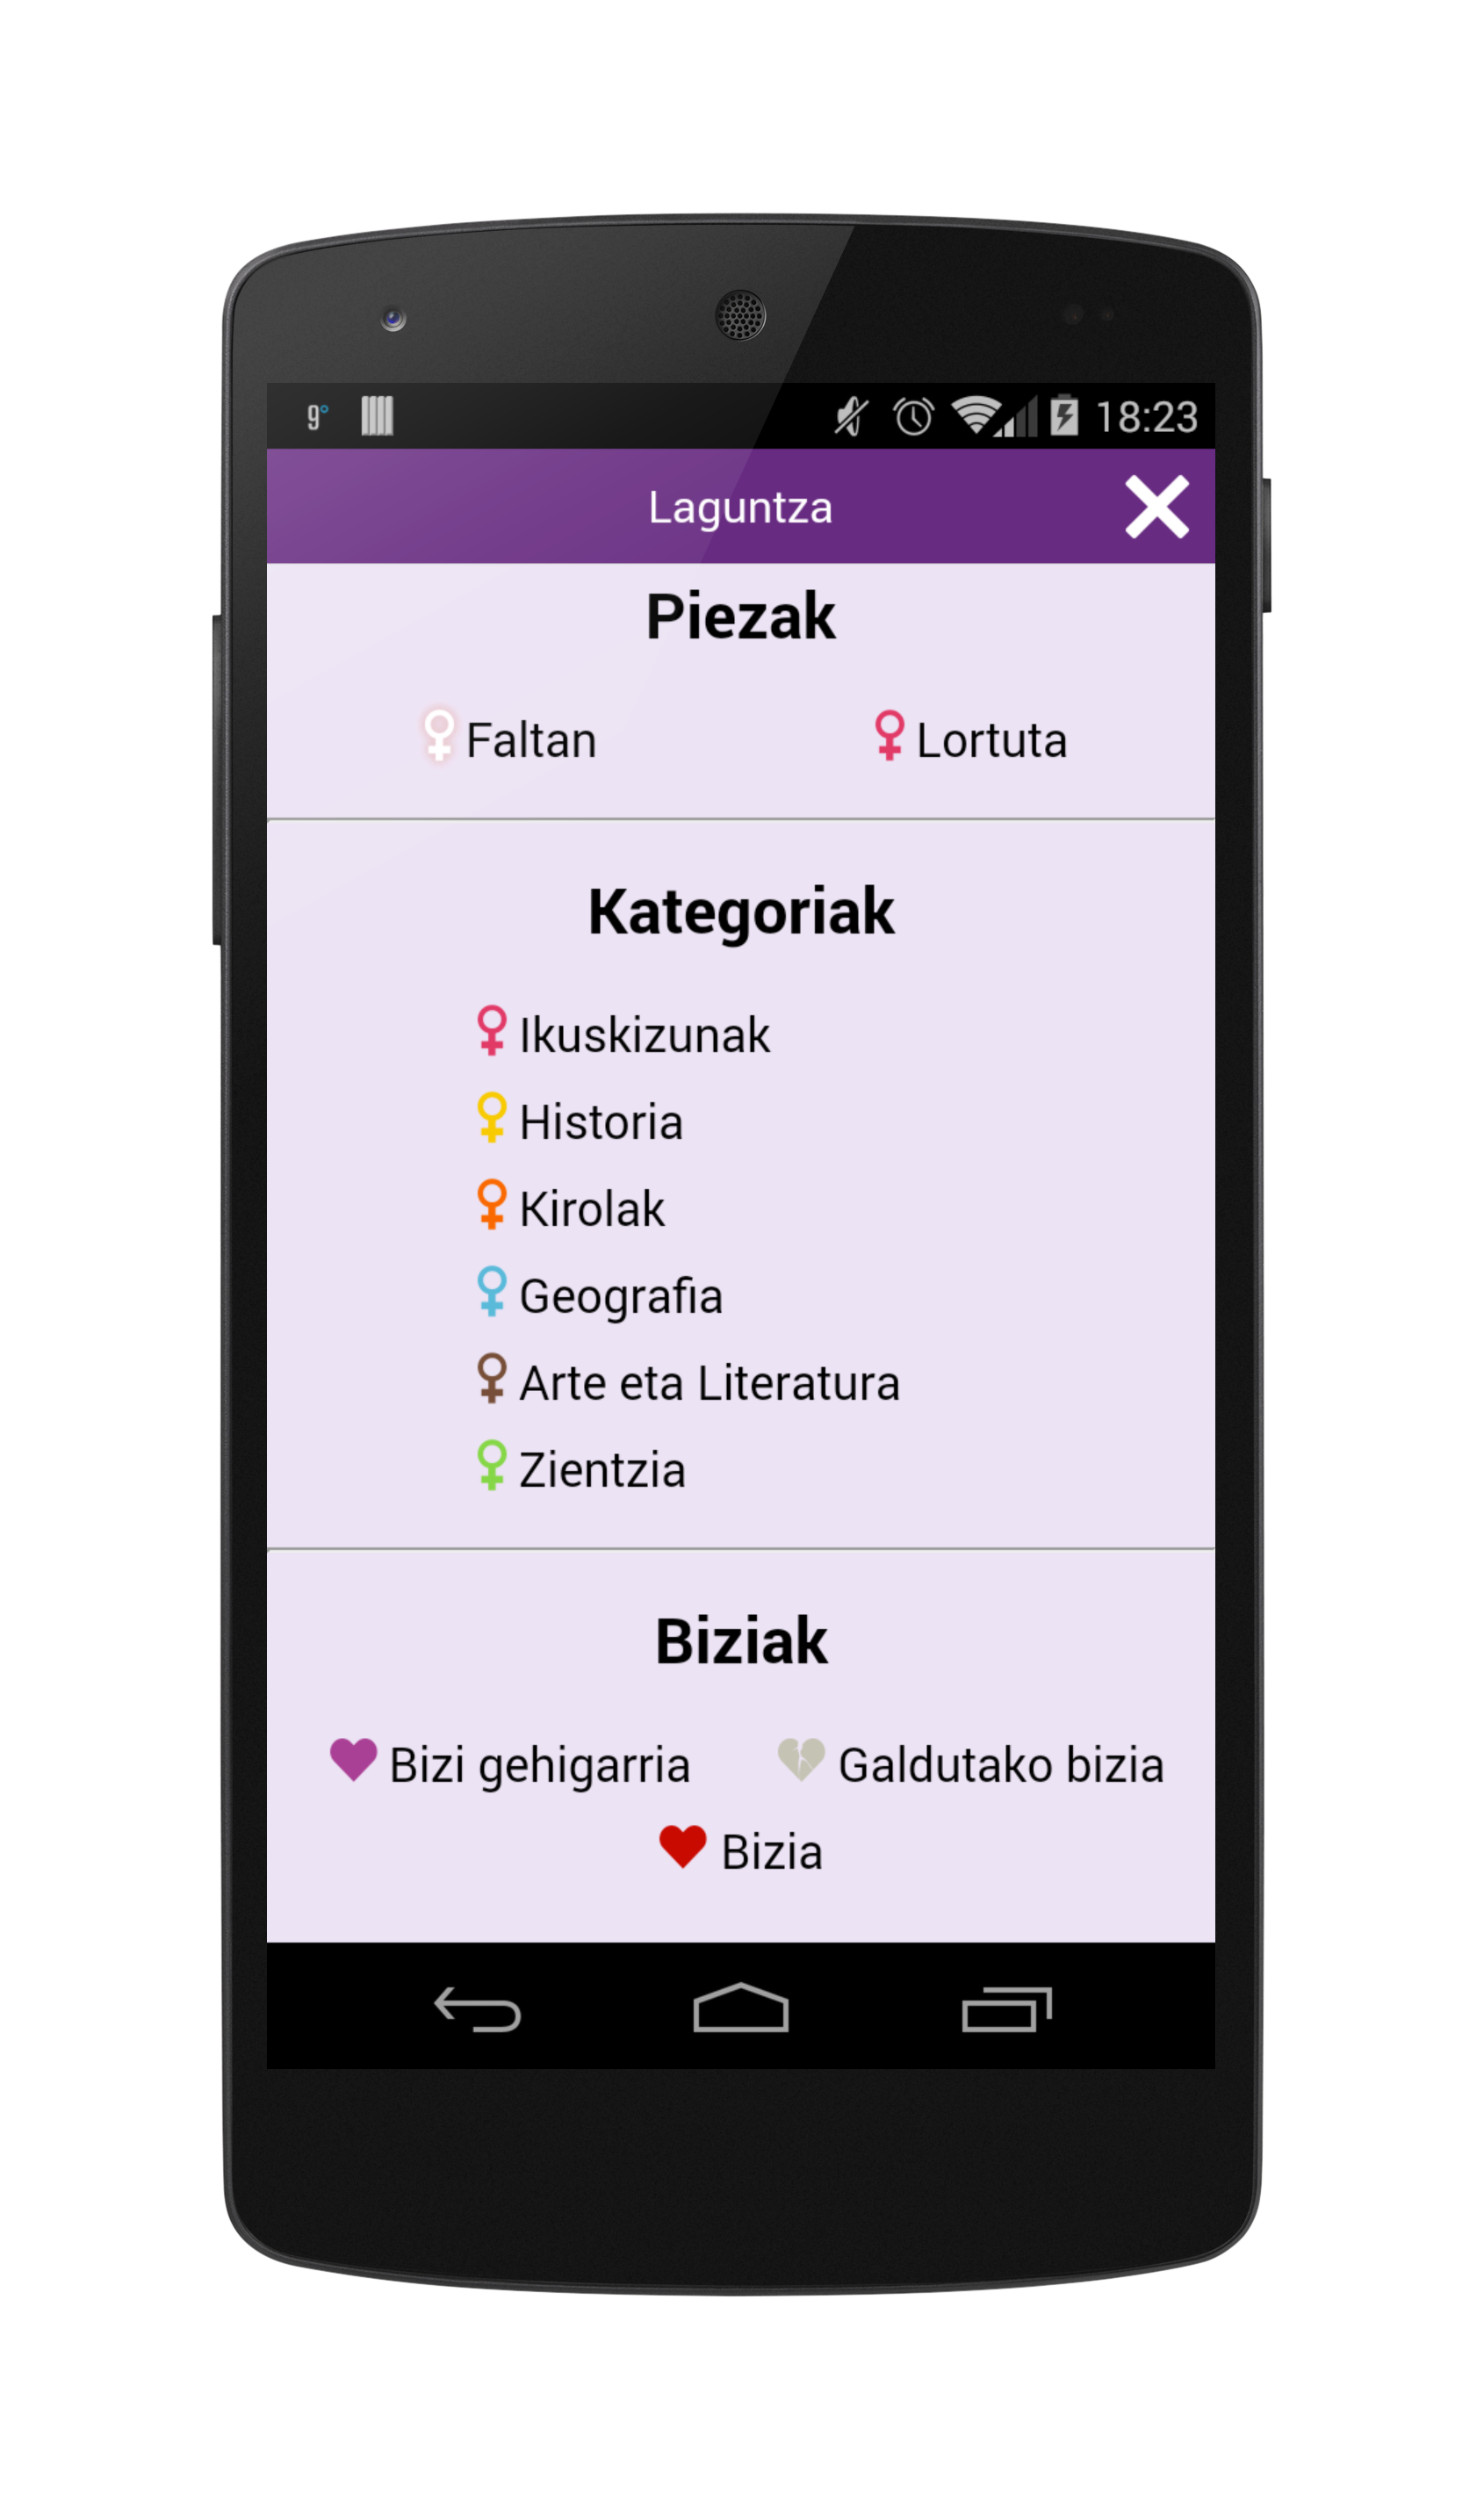 9° 18:23
Laguntza
Piezak
Faltan Lortuta
Kategoriak
Ikuskizunak
Historia
Kirolak
Geografia
Arte eta Literatura
Zientzia
Biziak
Bizi gehigarria Galdutako bizia
Bizia